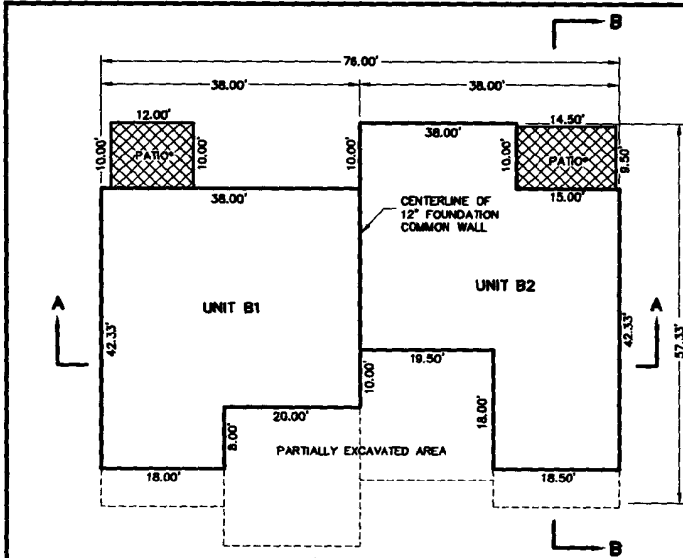 B
76.00'
38.00' 38.00'
12.00'
10.00' PATIO* 10.00'
38.00'
10.00'
38.00'
10.00'
14.50'
PATIO*
9.50'
15.00'
CENTERLINE OF
12" FOUNDATION
COMMON WALL
UNIT B1
UNIT B2
A
A
42.33'
42.33'
57.33'
19.50'
10.00'
20.00'
8.00'
18.00'
PARTIALLY EXCAVATED AREA
18.00'
18.50'
B